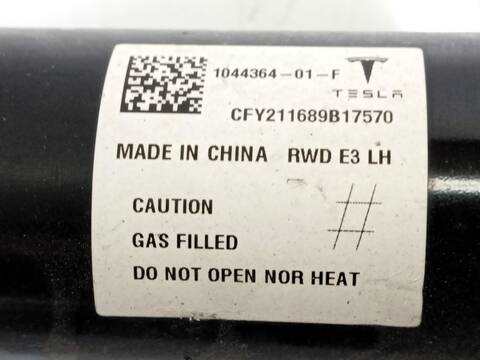 1044364-01-F
TESLA
CFY211689B17570
MADE IN CHINA RWD E3 LH
CAUTION
GAS FILLED
DO NOT OPEN NOR HEAT